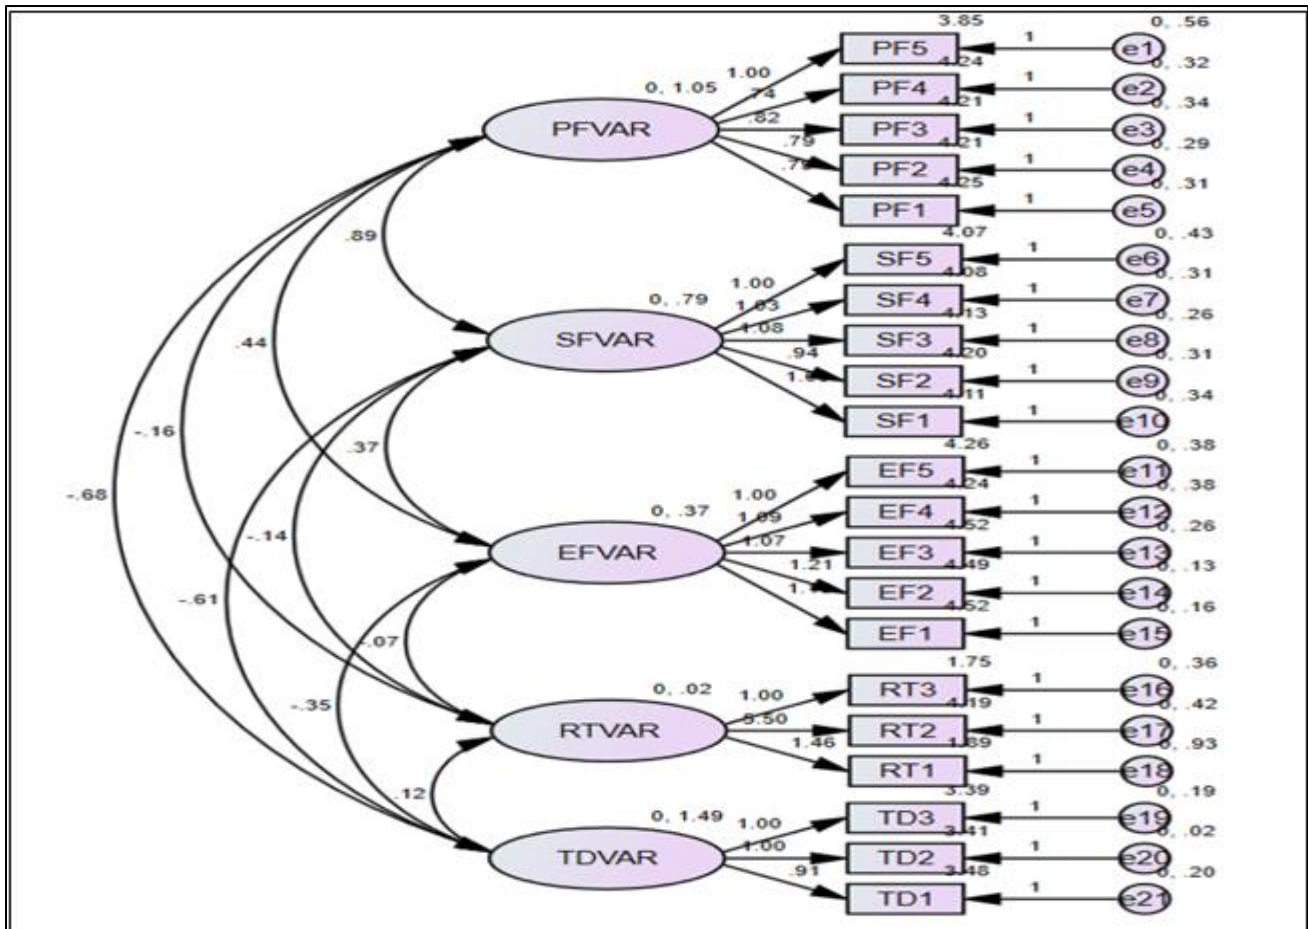 3.85 0, .56
PF5 1 e1
1.00 4.24 0, .32
0, 1.05 .74 PF4 1 e2
4.21 0, .34
PFVAR .82 PF3 1 e3
.79 4.21 0, .29
PF2 1 e4
4.25 0, .31
PF1 1 e5
.89 4.07 0, .43
SF5 1 e6
1.00 4.08 0, .31
0, .79 1.03 SF4 1 e7
4.13 0, .26
.44 SFVAR 1.08 SF3 1 e8
.94 4.20 0, .31
SF2 1 e9
4.11 0, .34
SF1 1 e10
-.16 .37 4.26 0, .38
EF5 1 e11
-.68 1.00 4.24 0, .38
0, .37 1.09 EF4 1 e12
-.14 4.52 0, .26
EFVAR 1.07 EF3 1 e13
1.21 4.49 0, .13
-.61 EF2 1 e14
4.52 0, .16
-.07 EF1 1 e15
1.75 0, .36
0, .02 1.00 RT3 1 e16
-.35 4.19 0, .42
RTVAR 5.50 RT2 1 e17
1.46 1.89 0, .93
RT1 1 e18
.12 3.39 0, .19
0, 1.49 1.00 TD3 1 e19
3.41 0, .02
TDVAR 1.00 TD2 1 e20
.91 3.48 0, .20
TD1 1 e21